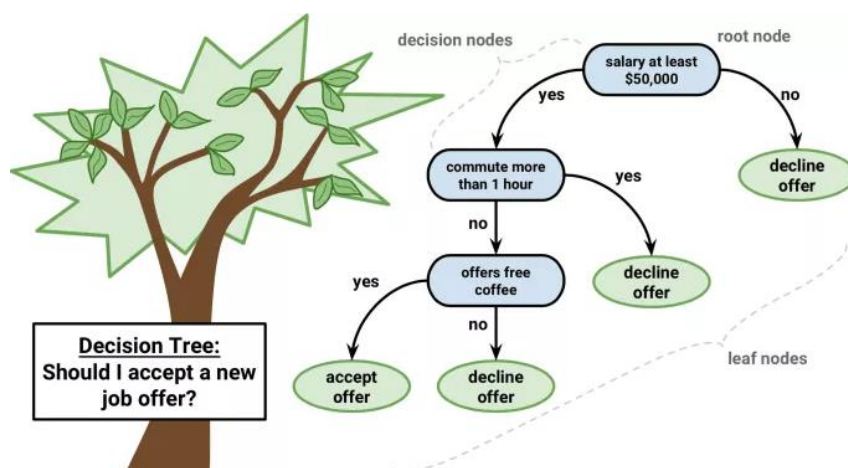 decision nodes
root node
salary at least
$50,000
yes
no
commute more
than 1 hour
yes
decline
offer
no
offers free
coffee
yes
decline
offer
no
Decision Tree:
Should I accept a new
job offer?
accept
offer
decline
offer
leaf nodes